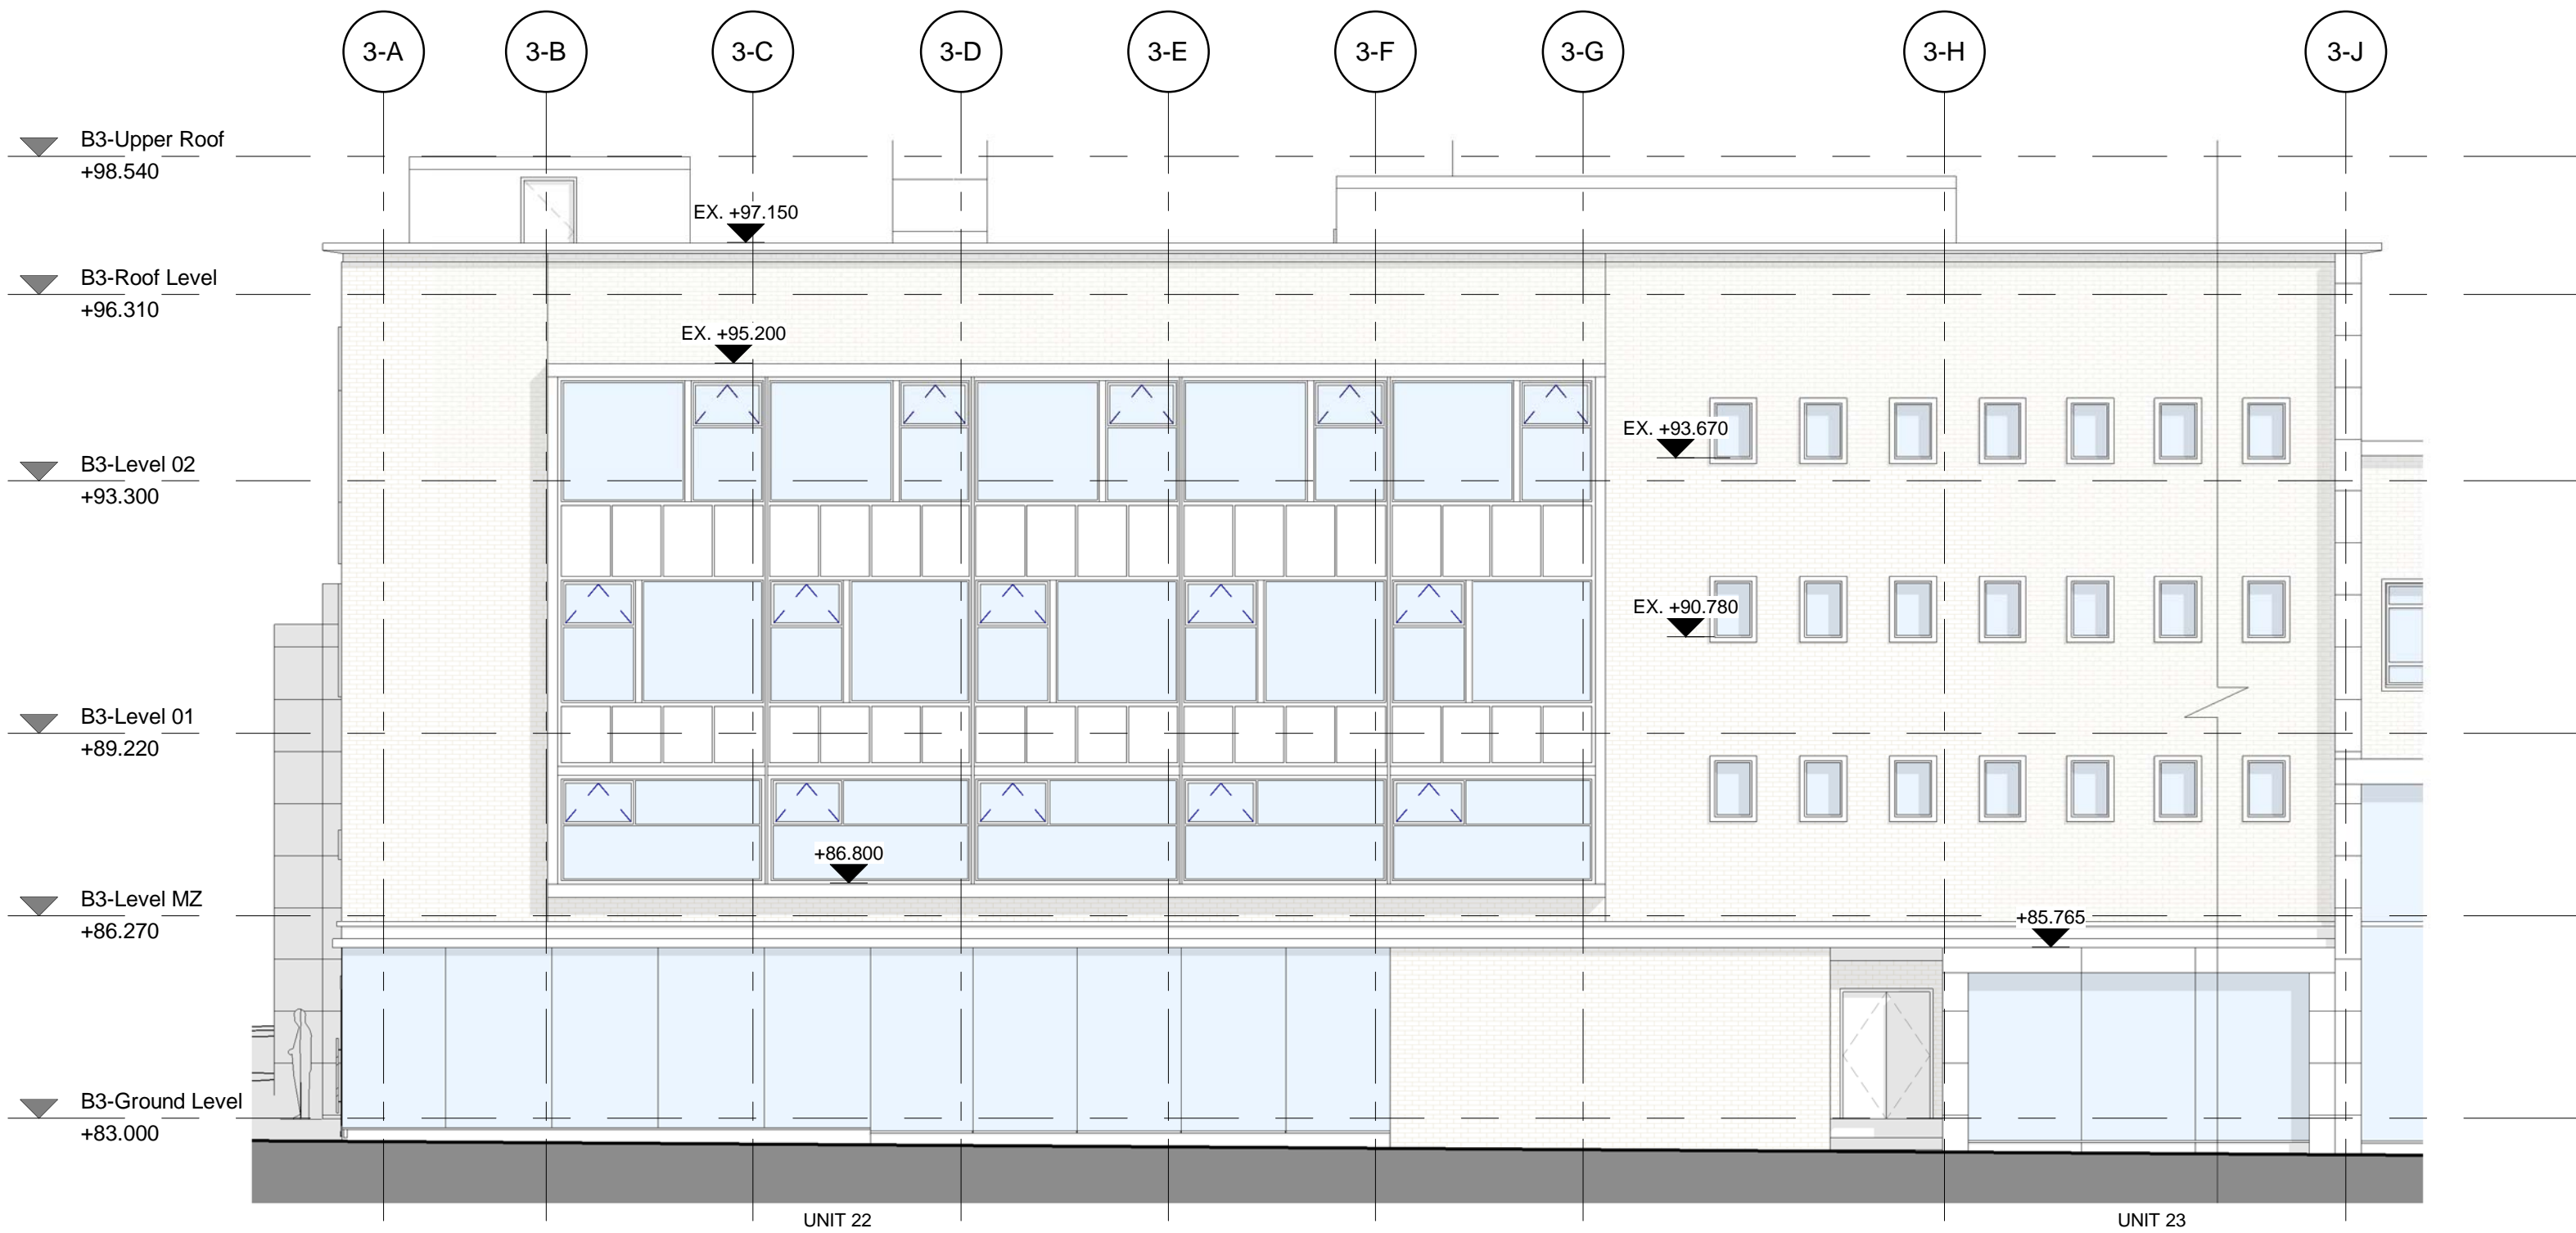 3-A
3-B
3-C
3-D
3-E
3-F
3-G
3-H
3-J
B3-Upper Roof
+98.540
EX. +97.150
B3-Roof Level
+96.310
EX. +95.200
EX. +93.670
B3-Level 02
+93.300
EX. +90.780
B3-Level 01
+89.220
+86.800
B3-Level MZ
+86.270
+85.765
B3-Ground Level
+83.000
UNIT 22
UNIT 23